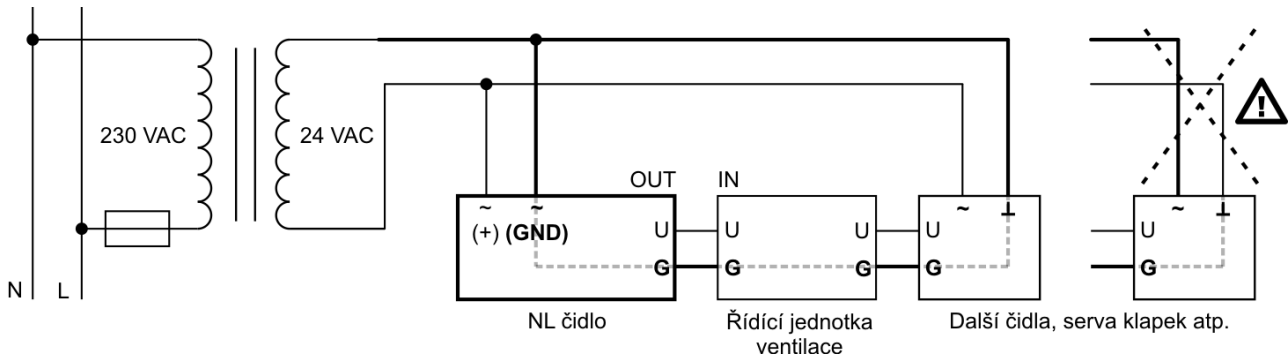 230 VAC
24 VAC
OUT
IN
~
~
~
⊥
~
⊥
(+) (GND)
U
U
U
U
U
G
G
G
G
G
N
L
NL čidlo
Řídící jednotka
ventilace
Další čidla, serva klapek atp.
!